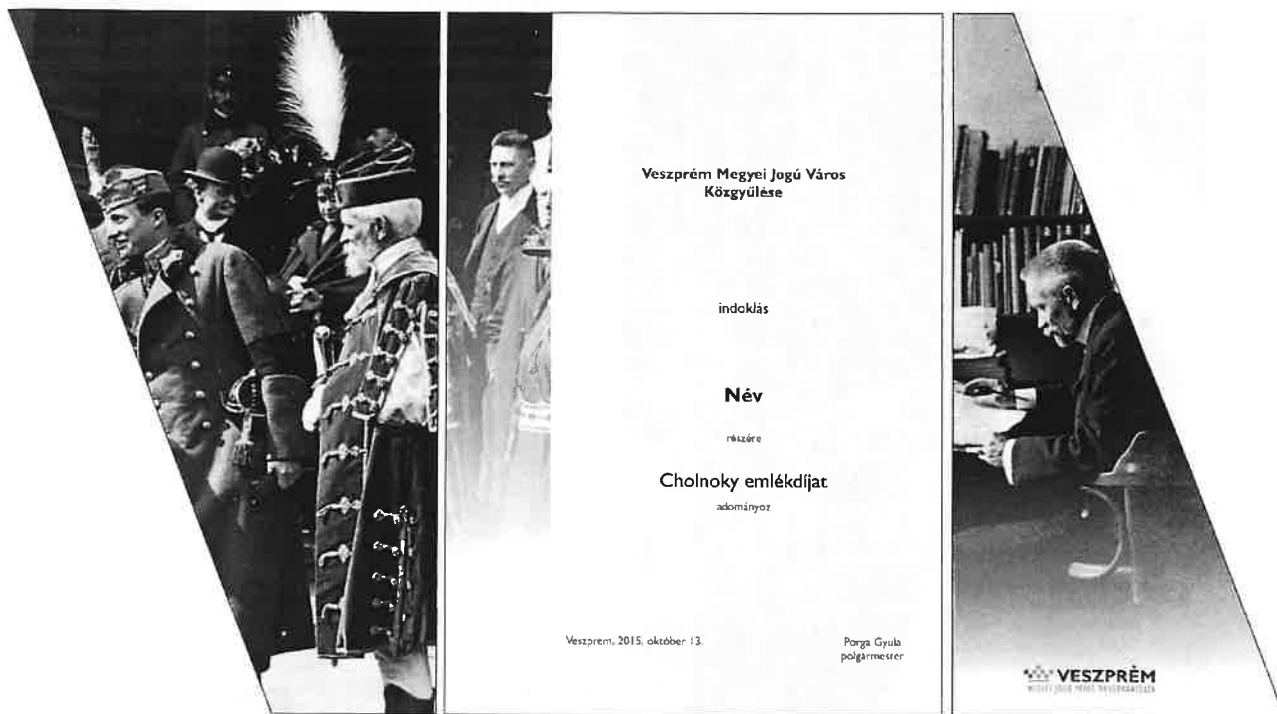 Veszprém Megyei Jogú Város
Közgyűlése
indoklás
Név
részére
Cholnoky emlékdíjat
adományoz
Veszprém, 2015. október 13.
Porga Gyula
polgármester
VESZPRÉM